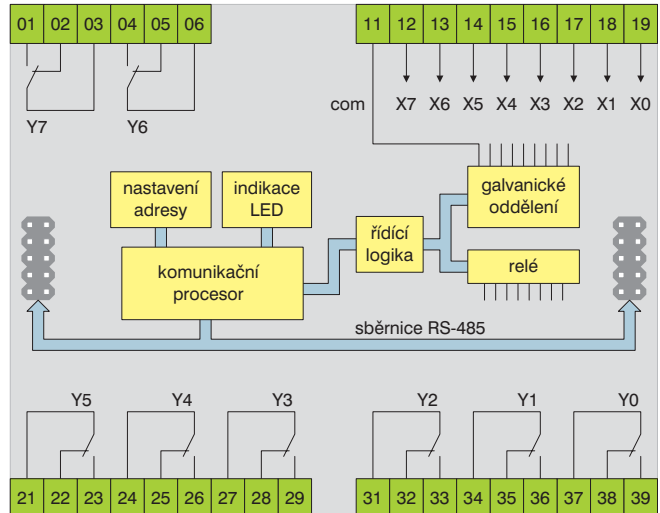 01 02 03 04 05 06 11 12 13 14 15 16 17 18 19
com X7 X6 X5 X4 X3 X2 X1 X0
Y7 Y6
nastavení
adresy
indikace
LED
galvanické
oddělení
řídící
logika
komunikační
procesor
relé
sběrnice RS-485
Y5 Y4 Y3 Y2 Y1 Y0
21 22 23 24 25 26 27 28 29 31 32 33 34 35 36 37 38 39